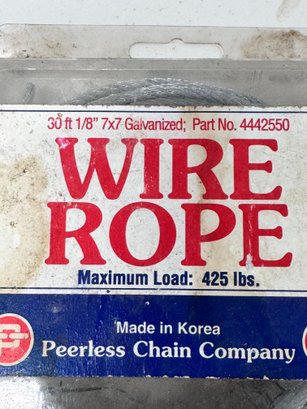 30 ft 1/8" 7x7 Galvanized; Part No. 4442550
WIRE
ROPE
Maximum Load: 425 lbs.
Made in Korea
Peerless Chain Company